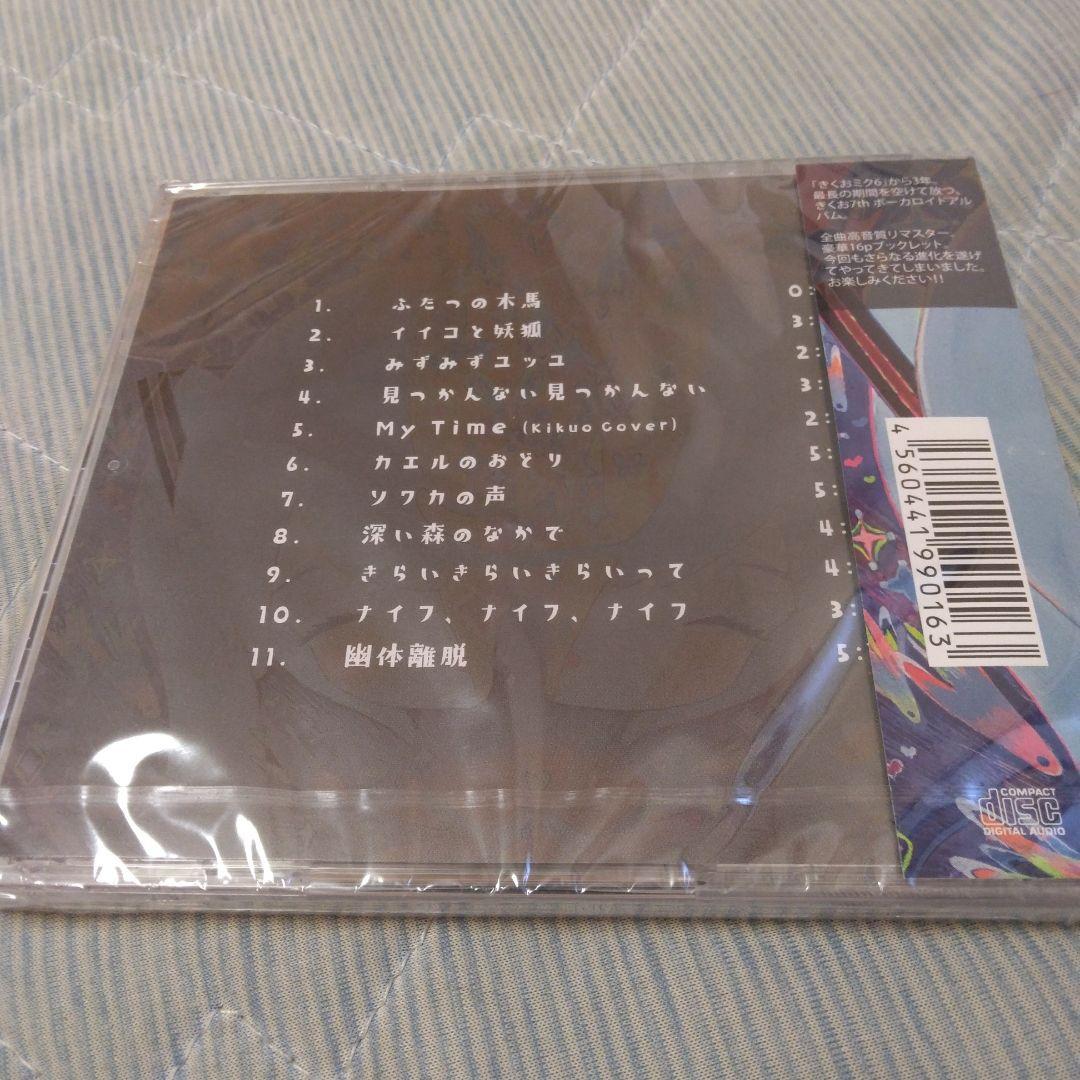 「きくおミク6」から3年。
最長の期間を空けて放つ、
きくお7th ボーカロイドアル
バム。
全曲高音質リマスター。
豪華16pブックレット。
今回もさらなる進化を遂げ
てやってきてしまいました。
お楽しみください!!
1. ふたつの木馬 0:
2. イイコと妖狐 3:
3. みずみずユッユ 2:
4. 見つかんない見つかんない 3:
5. My Time (Kikuo Cover) 2:
6. カエルのおどり 5:
7. ソワカの声 5:
8. 深い森のなかで 4:
9. きらいきらいきらいって 4:
10. ナイフ、ナイフ、ナイフ 3:
11. 幽体離脱 5:
4560441990163
COMPACT
disc
DIGITAL AUDIO